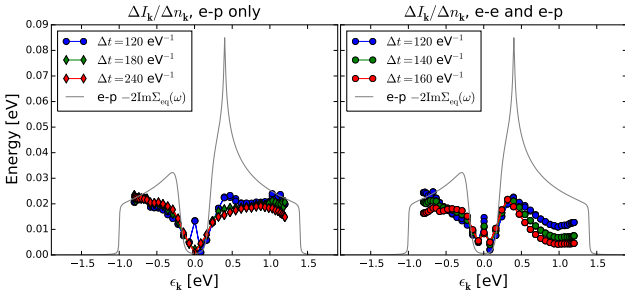 ΔI_k/Δn_k, e-p only
ΔI_k/Δn_k, e-e and e-p
Energy [eV]
0.09
0.08
0.07
0.06
0.05
0.04
0.03
0.02
0.01
0.00
Δt=120 eV⁻¹
Δt=180 eV⁻¹
Δt=240 eV⁻¹
e-p −2ImΣ_eq(ω)
Δt=120 eV⁻¹
Δt=140 eV⁻¹
Δt=160 eV⁻¹
e-p −2ImΣ_eq(ω)
−1.5 −1.0 −0.5 0.0 0.5 1.0 1.5
−1.5 −1.0 −0.5 0.0 0.5 1.0 1.5
ϵ_k [eV]
ϵ_k [eV]